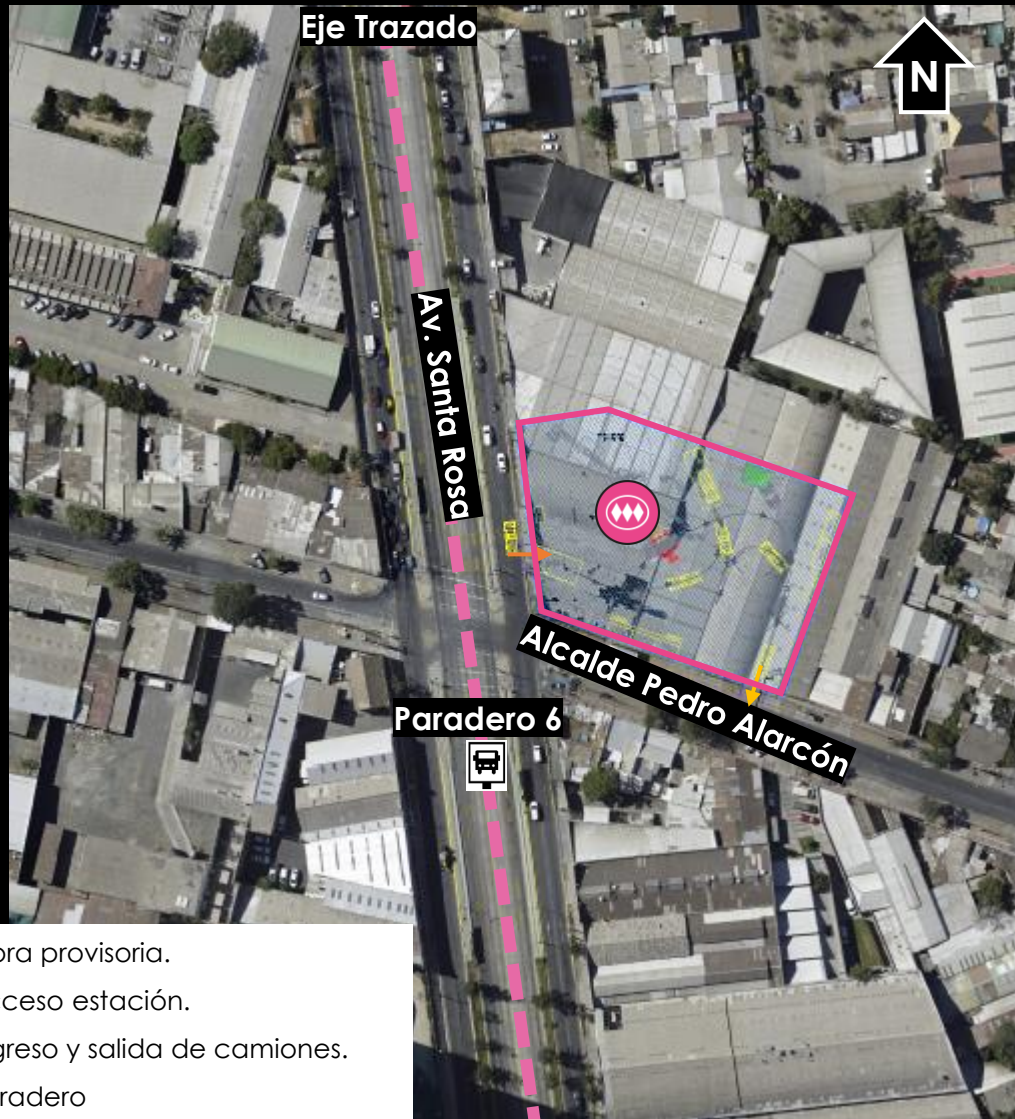 Eje Trazado
N
Av. Santa Rosa
Alcalde Pedro Alarcón
Paradero 6
ora provisoria.
ceso estación.
greso y salida de camiones.
radero